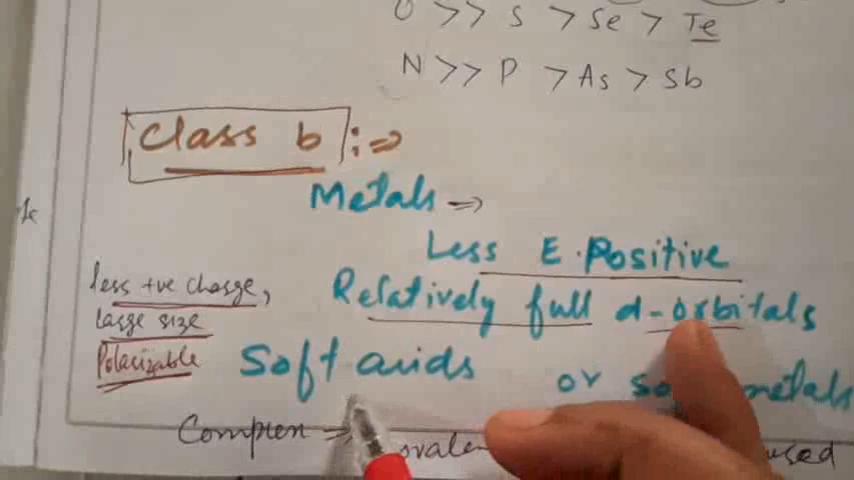 O >> S > Se > Te
N >> P > As > Sb
Class b :⇒
Metals →
Less E.Positive
less +ve charge,
Relatively full d-orbitals
large size
Polarizable
Soft acids or metals
Complex ⇒